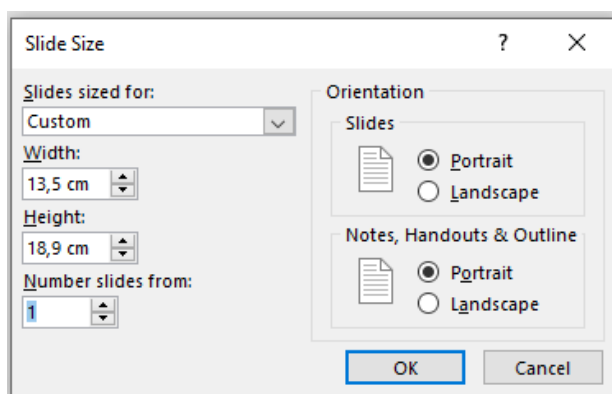 Slide Size
?
Slides sized for:
Custom
Width:
13,5 cm
Height:
18,9 cm
Number slides from:
1
Orientation
Slides
Portrait
Landscape
Notes, Handouts & Outline
Portrait
Landscape
OK
Cancel